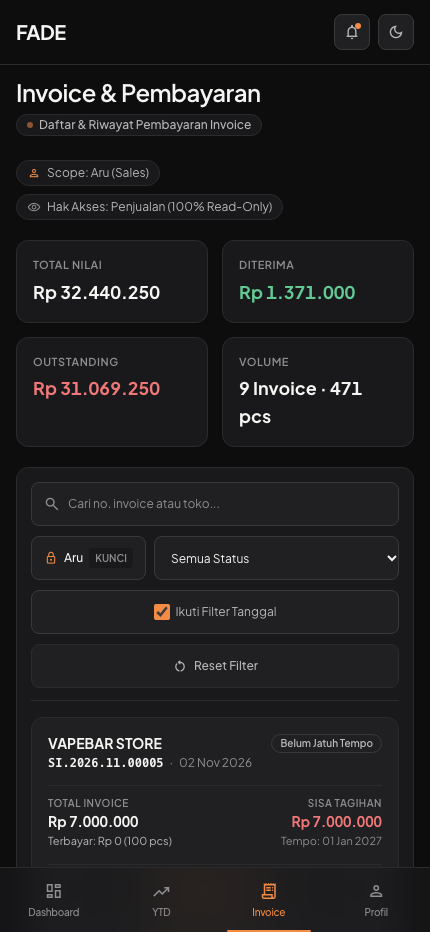 FADE
Invoice & Pembayaran
Daftar & Riwayat Pembayaran Invoice
Scope: Aru (Sales)
Hak Akses: Penjualan (100% Read-Only)
TOTAL NILAI
Rp 32.440.250
DITERIMA
Rp 1.371.000
OUTSTANDING
Rp 31.069.250
VOLUME
9 Invoice · 471
pcs
Cari no. invoice atau toko...
Aru KUNCI
Semua Status
Ikuti Filter Tanggal
Reset Filter
VAPEBAR STORE
Belum Jatuh Tempo
SI.2026.11.00005 · 02 Nov 2026
TOTAL INVOICE
Rp 7.000.000
Terbayar: Rp 0 (100 pcs)
SISA TAGIHAN
Rp 7.000.000
Tempo: 01 Jan 2027
Dashboard
YTD
Invoice
Profil